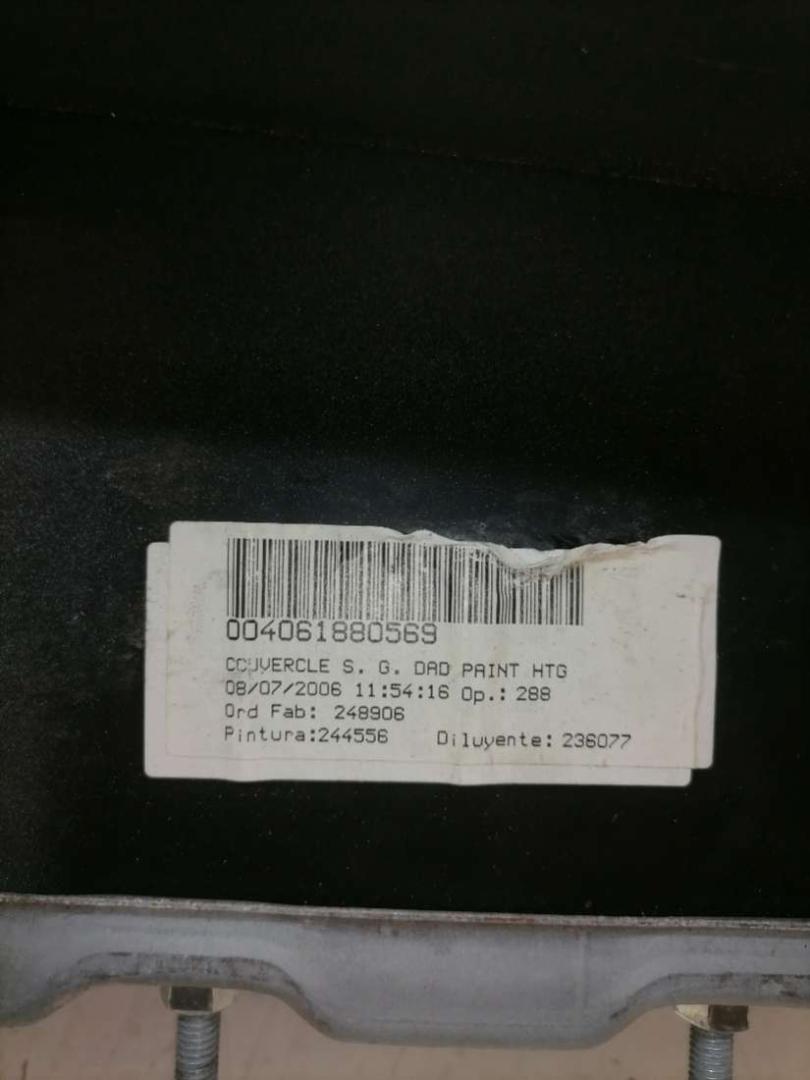 004061880569
COUVERCLE S. G. DAD PAINT HTG
08/07/2006 11:54:16 Op.: 288
Ord Fab: 248906
Pintura:244556 Diluyente: 236077